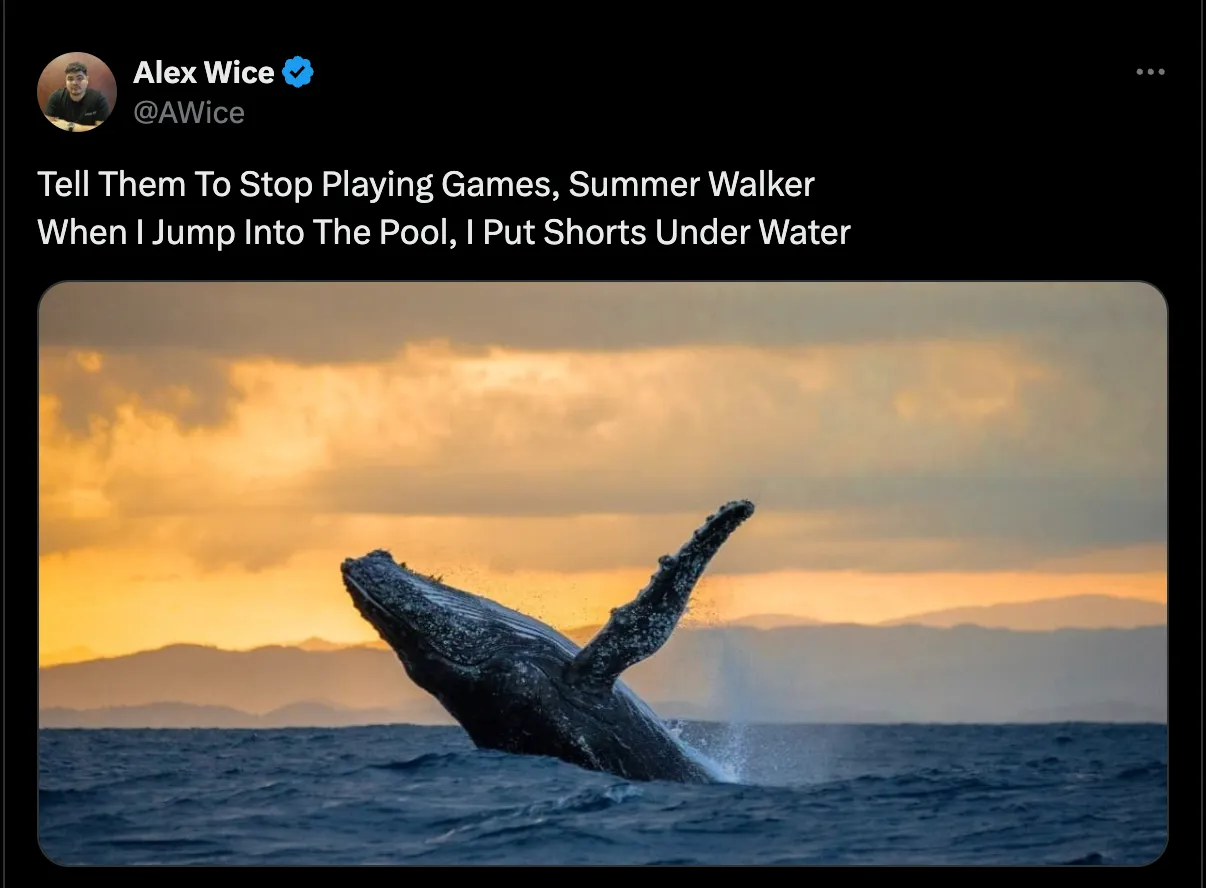 Alex Wice
@AWice
Tell Them To Stop Playing Games, Summer Walker
When I Jump Into The Pool, I Put Shorts Under Water